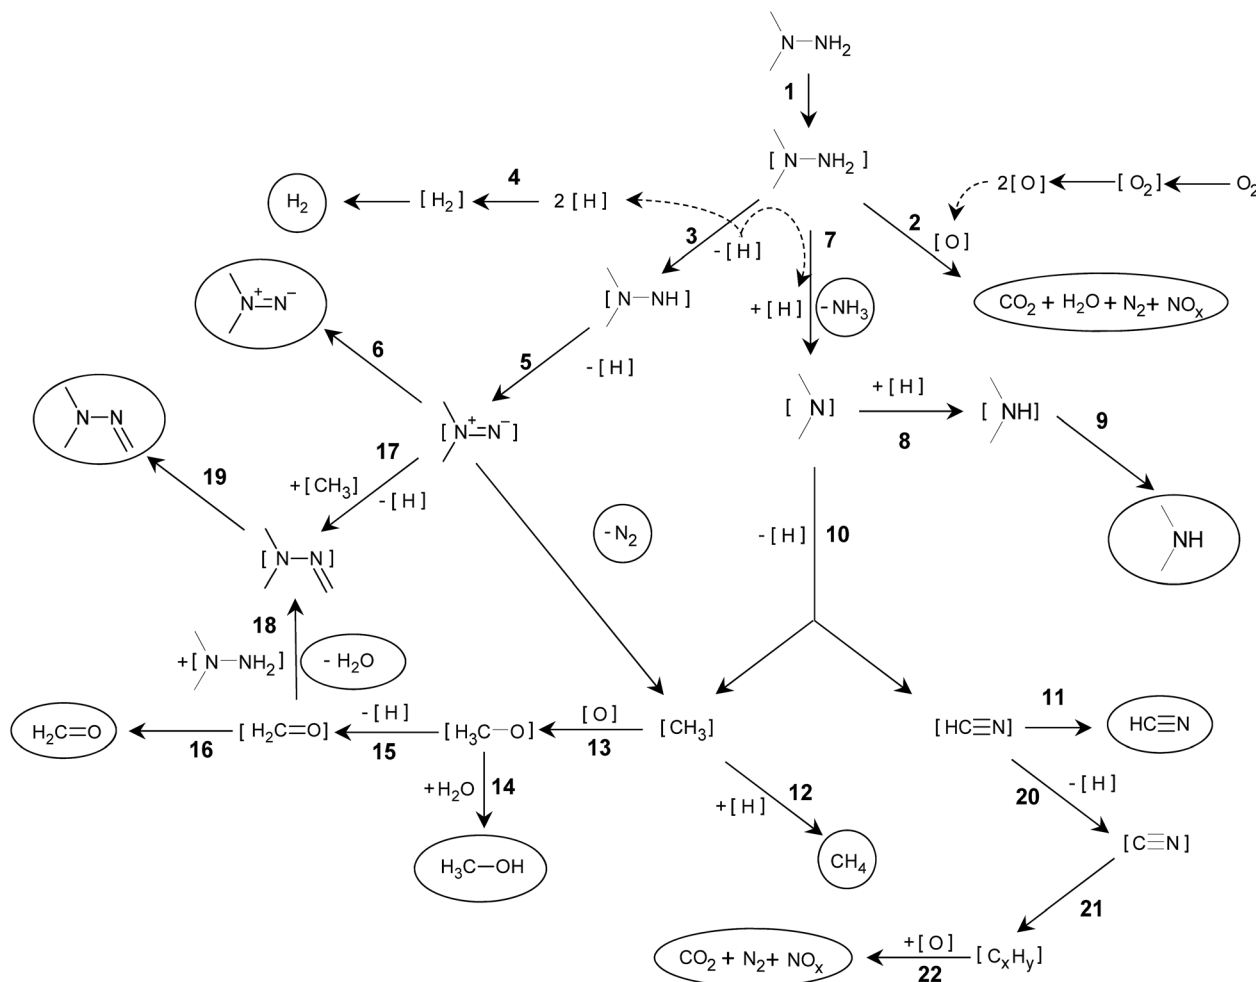 N—NH2
1
[ N—NH2 ]
4
H2
[ H2 ]
2 [ H ]
2[ O ]
[ O2 ]
O2
3
- [ H ]
7
2
[ O ]
N+=N−
[ N—NH ]
+ [ H ]
- NH3
CO2 + H2O + N2+ NOx
6
5
- [ H ]
N—N
[ N ]
+ [ H ]
8
[ NH ]
9
[ N+=N− ]
17
+ [CH3]
- [ H ]
19
- N2
- [ H ]
10
NH
[ N—N ]
18
+ [ N—NH2 ]
- H2O
H2C=O
16
[ H2C=O ]
- [ H ]
15
[ H3C—O ]
[ O ]
13
[CH3]
[ HC≡N ]
11
HC≡N
+ H2O
14
+ [ H ]
12
20
- [ H ]
H3C—OH
CH4
[ C≡N ]
21
CO2 + N2+ NOx
+ [ O ]
22
[ CxHy ]